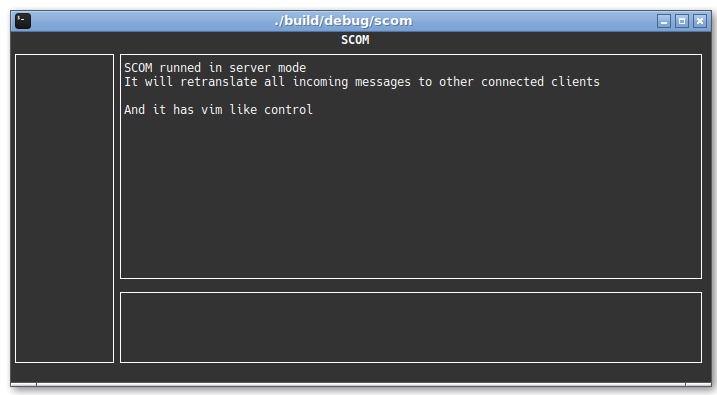 ./build/debug/scom
SCOM
SCOM runned in server mode
It will retranslate all incoming messages to other connected clients
And it has vim like control